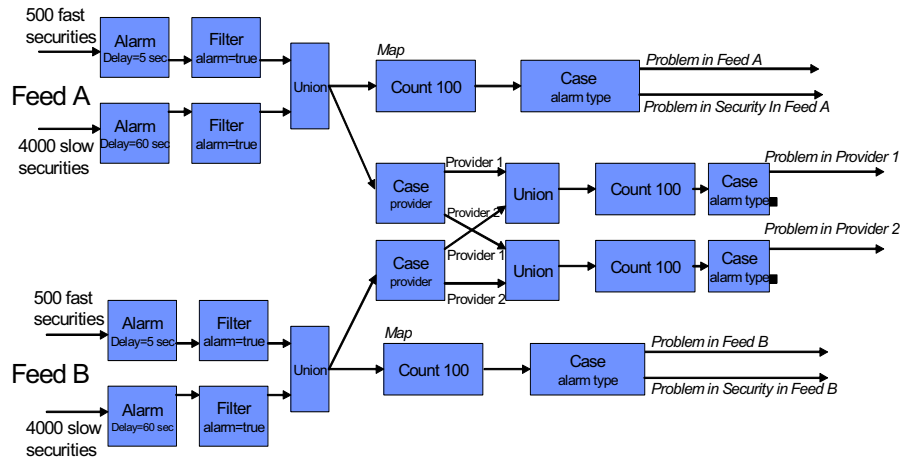 500 fast
securities
Alarm
Delay=5 sec
Filter
alarm=true
Union
Feed A
Alarm
Delay=60 sec
Filter
alarm=true
4000 slow
securities
Map
Count 100
Case
alarm type
Problem in Feed A
Problem in Security In Feed A
Case
provider
Provider 1
Provider 2
Union
Count 100
Case
alarm type
Problem in Provider 1
Case
provider
Provider 1
Provider 2
Union
Count 100
Case
alarm type
Problem in Provider 2
500 fast
securities
Alarm
Delay=5 sec
Filter
alarm=true
Union
Feed B
Alarm
Delay=60 sec
Filter
alarm=true
4000 slow
securities
Map
Count 100
Case
alarm type
Problem in Feed B
Problem in Security in Feed B